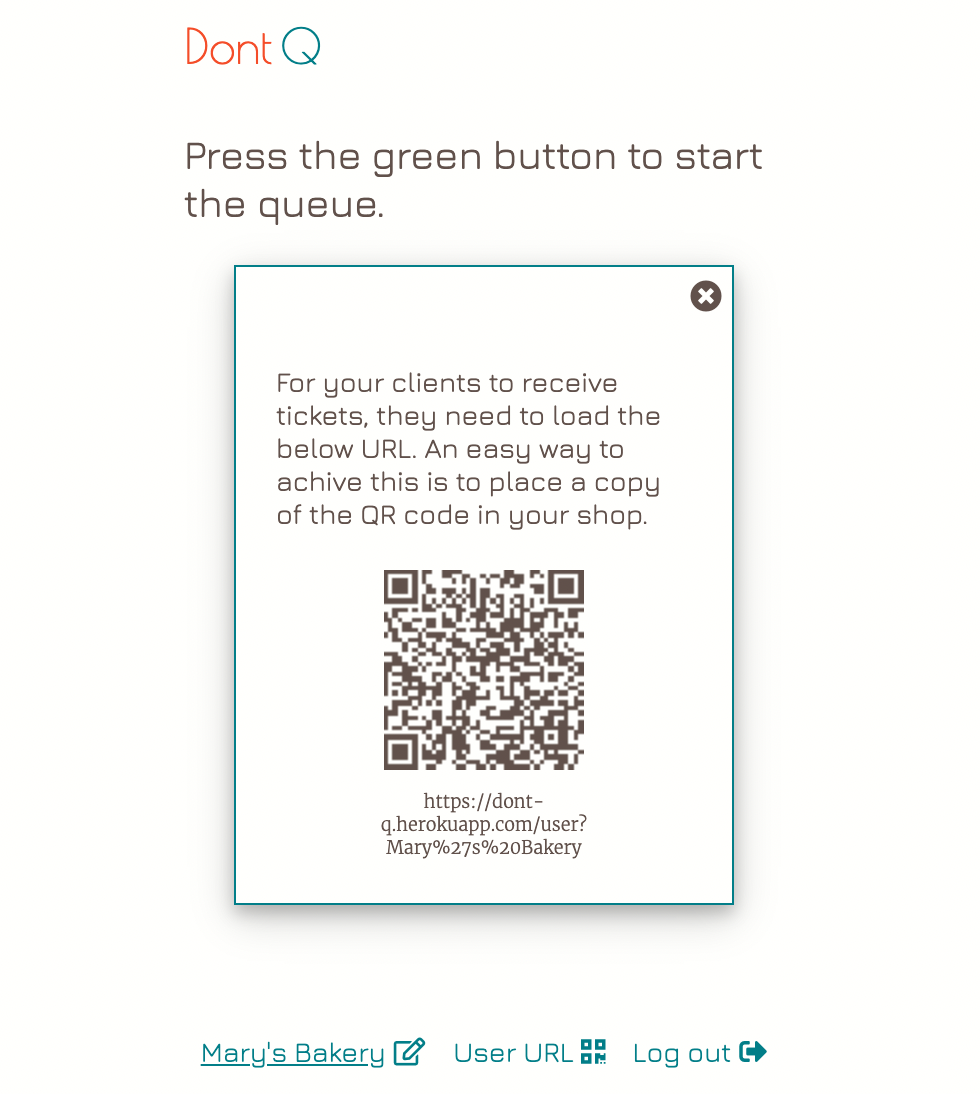 Dont Q
Press the green button to start
the queue.
For your clients to receive
tickets, they need to load the
below URL. An easy way to
achive this is to place a copy
of the QR code in your shop.
https://dont-
q.herokuapp.com/user?
Mary%27s%20Bakery
Mary's Bakery User URL Log out